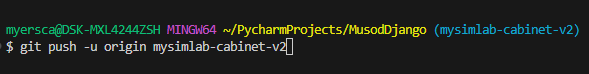 myersca@DSK-MXL4244ZSH MINGW64 ~/PycharmProjects/MusodDjango (mysimlab-cabinet-v2)
$ git push -u origin mysimlab-cabinet-v2